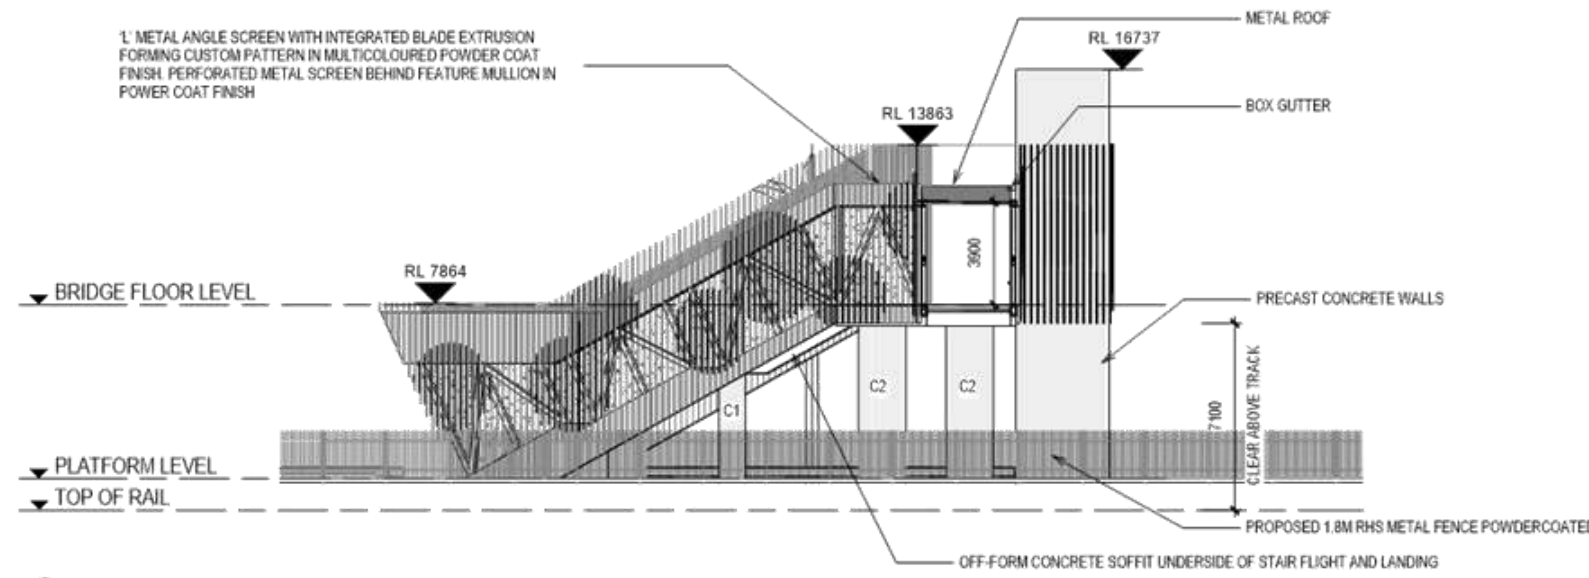 'L' METAL ANGLE SCREEN WITH INTEGRATED BLADE EXTRUSION
FORMING CUSTOM PATTERN IN MULTICOLOURED POWDER COAT
FINISH. PERFORATED METAL SCREEN BEHIND FEATURE MULLION IN
POWER COAT FINISH
METAL ROOF
RL 16737
BOX GUTTER
RL 13863
3900
RL 7864
BRIDGE FLOOR LEVEL
PRECAST CONCRETE WALLS
C1
C2
C2
7100
CLEAR ABOVE TRACK
PLATFORM LEVEL
TOP OF RAIL
PROPOSED 1.8M RHS METAL FENCE POWDERCOATED
OFF-FORM CONCRETE SOFFIT UNDERSIDE OF STAIR FLIGHT AND LANDING